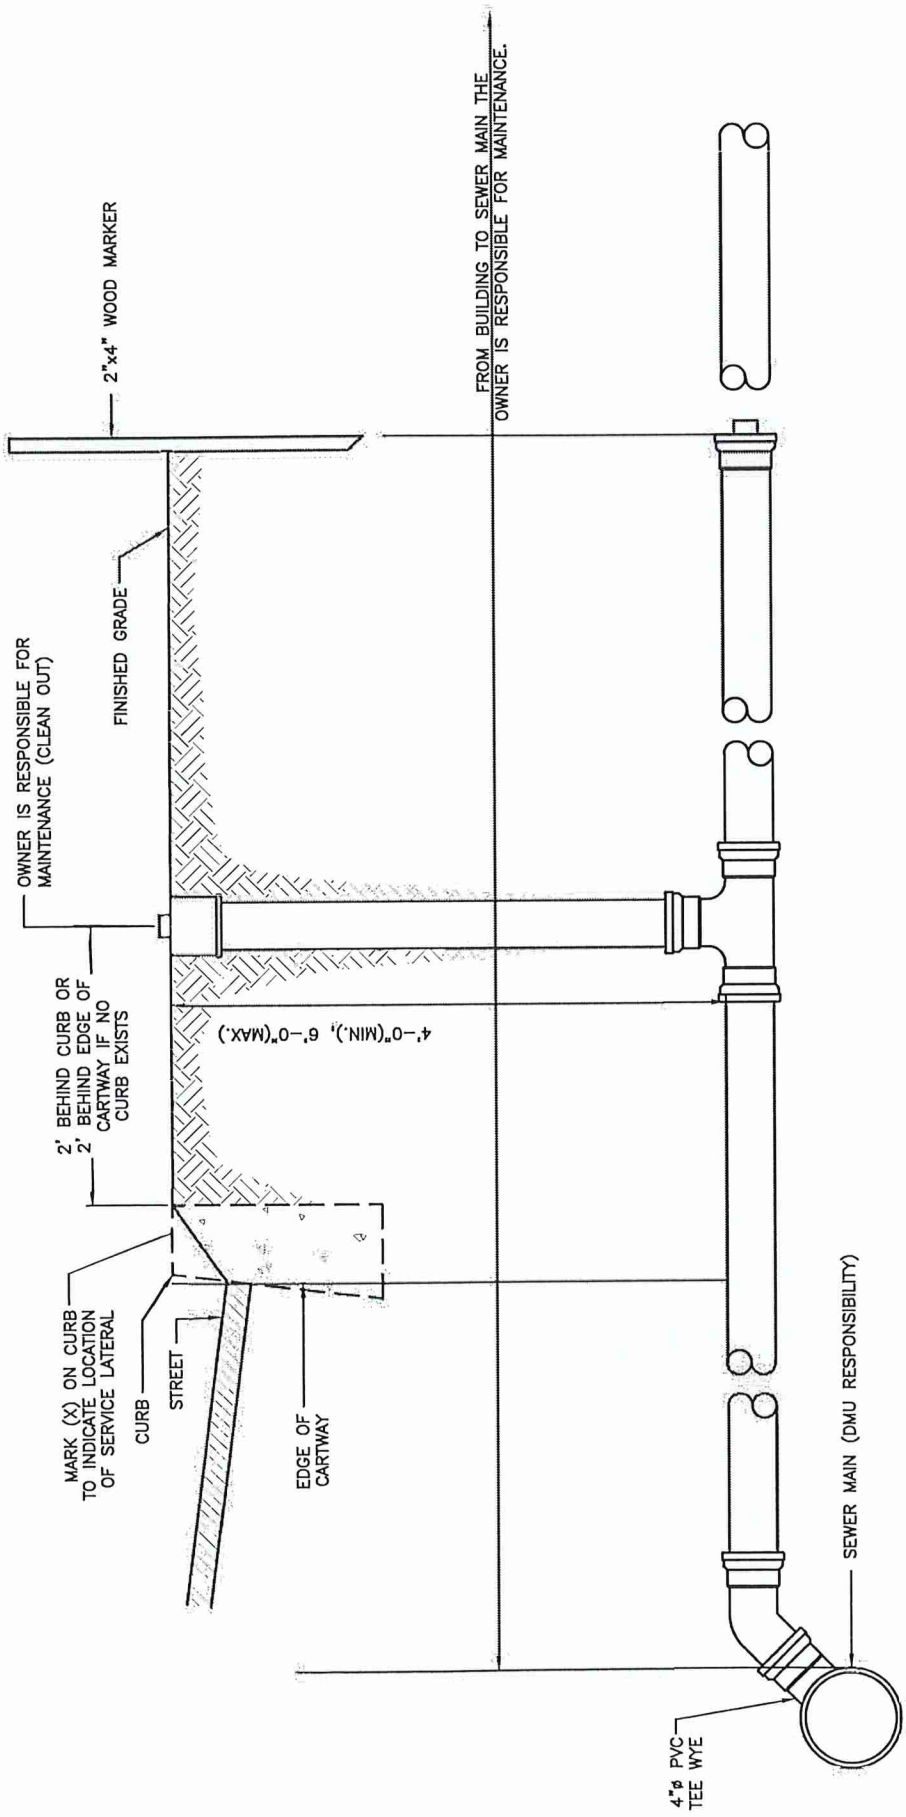 MARK (X) ON CURB
TO INDICATE LOCATION
OF SERVICE LATERAL
CURB
STREET
EDGE OF
CARTWAY
2' BEHIND CURB OR
2' BEHIND EDGE OF
CARTWAY IF NO
CURB EXISTS
OWNER IS RESPONSIBLE FOR
MAINTENANCE (CLEAN OUT)
FINISHED GRADE
2"x4" WOOD MARKER
4'-0"(MIN.), 6'-0"(MAX.)
FROM BUILDING TO SEWER MAIN THE
OWNER IS RESPONSIBLE FOR MAINTENANCE.
4"ø PVC
TEE WYE
SEWER MAIN (DMU RESPONSIBILITY)